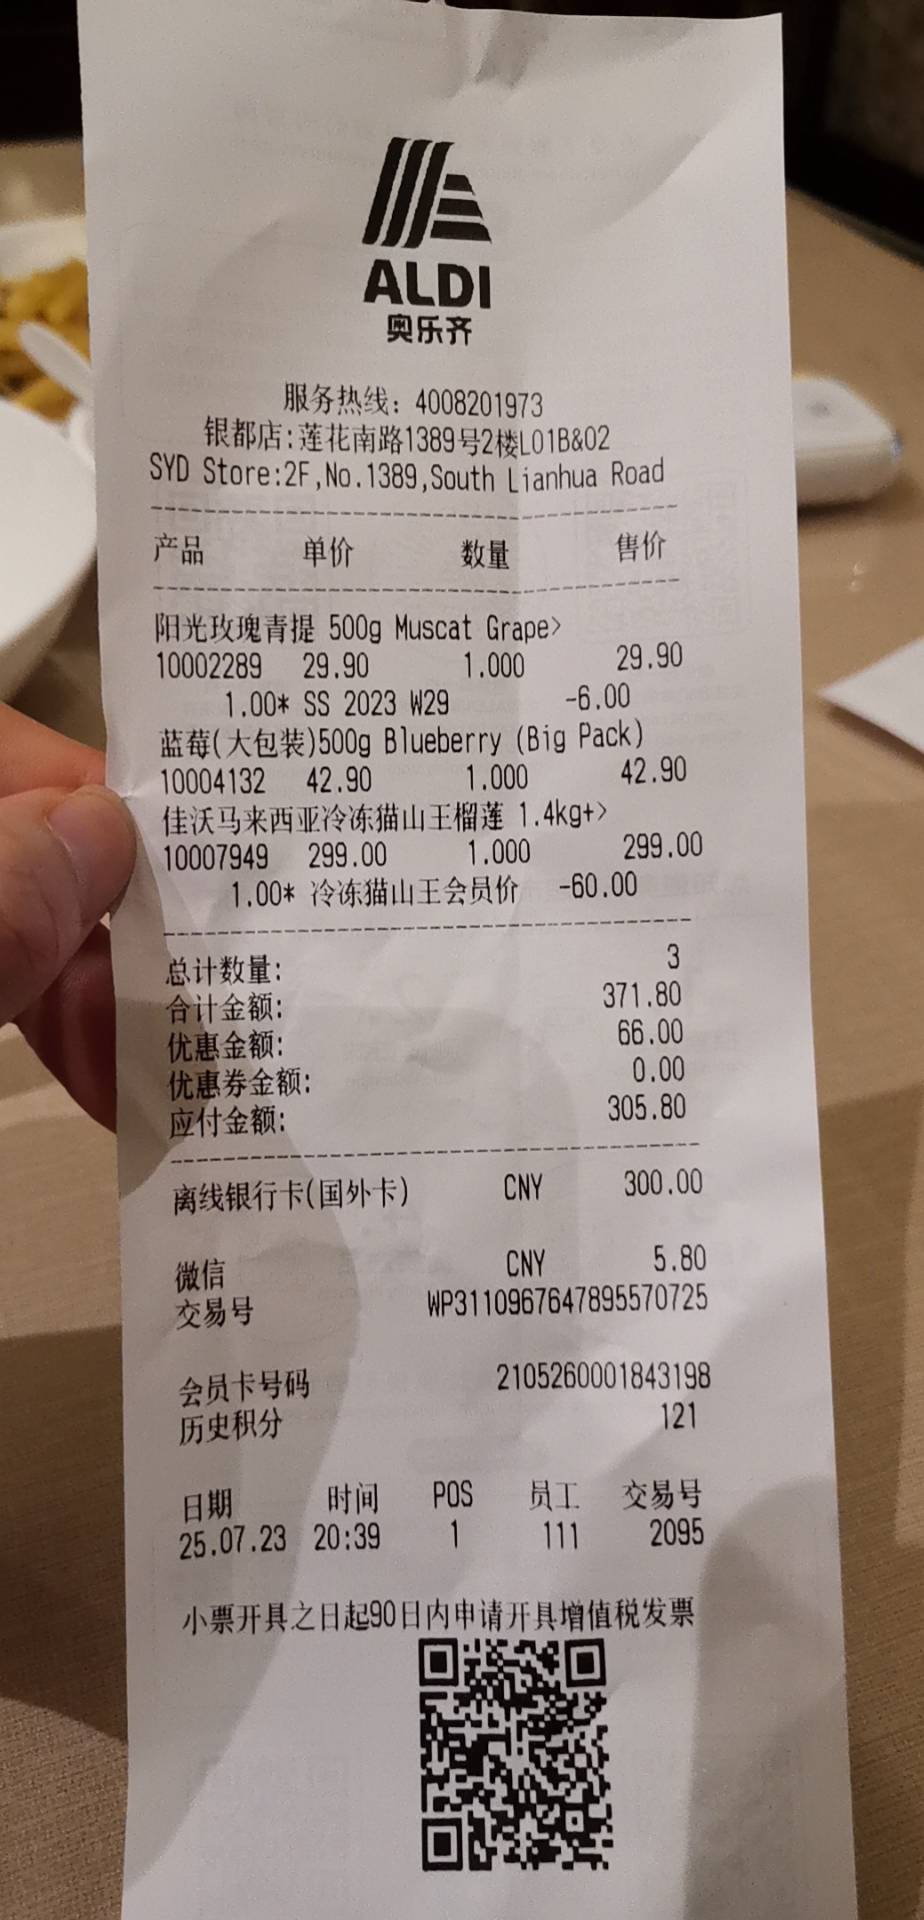 ALDI
奥乐齐
服务热线: 4008201973
银都店:莲花南路1389号2楼L01B&02
SYD Store:2F,No.1389,South Lianhua Road
产品 单价 数量 售价
阳光玫瑰青提 500g Muscat Grape>
10002289 29.90 1.000 29.90
1.00* SS 2023 W29 -6.00
蓝莓(大包装)500g Blueberry (Big Pack)
10004132 42.90 1.000 42.90
佳沃马来西亚冷冻猫山王榴莲 1.4kg+>
10007949 299.00 1.000 299.00
1.00* 冷冻猫山王会员价 -60.00
总计数量: 3
合计金额: 371.80
优惠金额: 66.00
优惠券金额: 0.00
应付金额: 305.80
离线银行卡(国外卡) CNY 300.00
微信 CNY 5.80
交易号 WP3110967647895570725
会员卡号码 2105260001843198
历史积分 121
日期 时间 POS 员工 交易号
25.07.23 20:39 1 111 2095
小票开具之日起90日内申请开具增值税发票